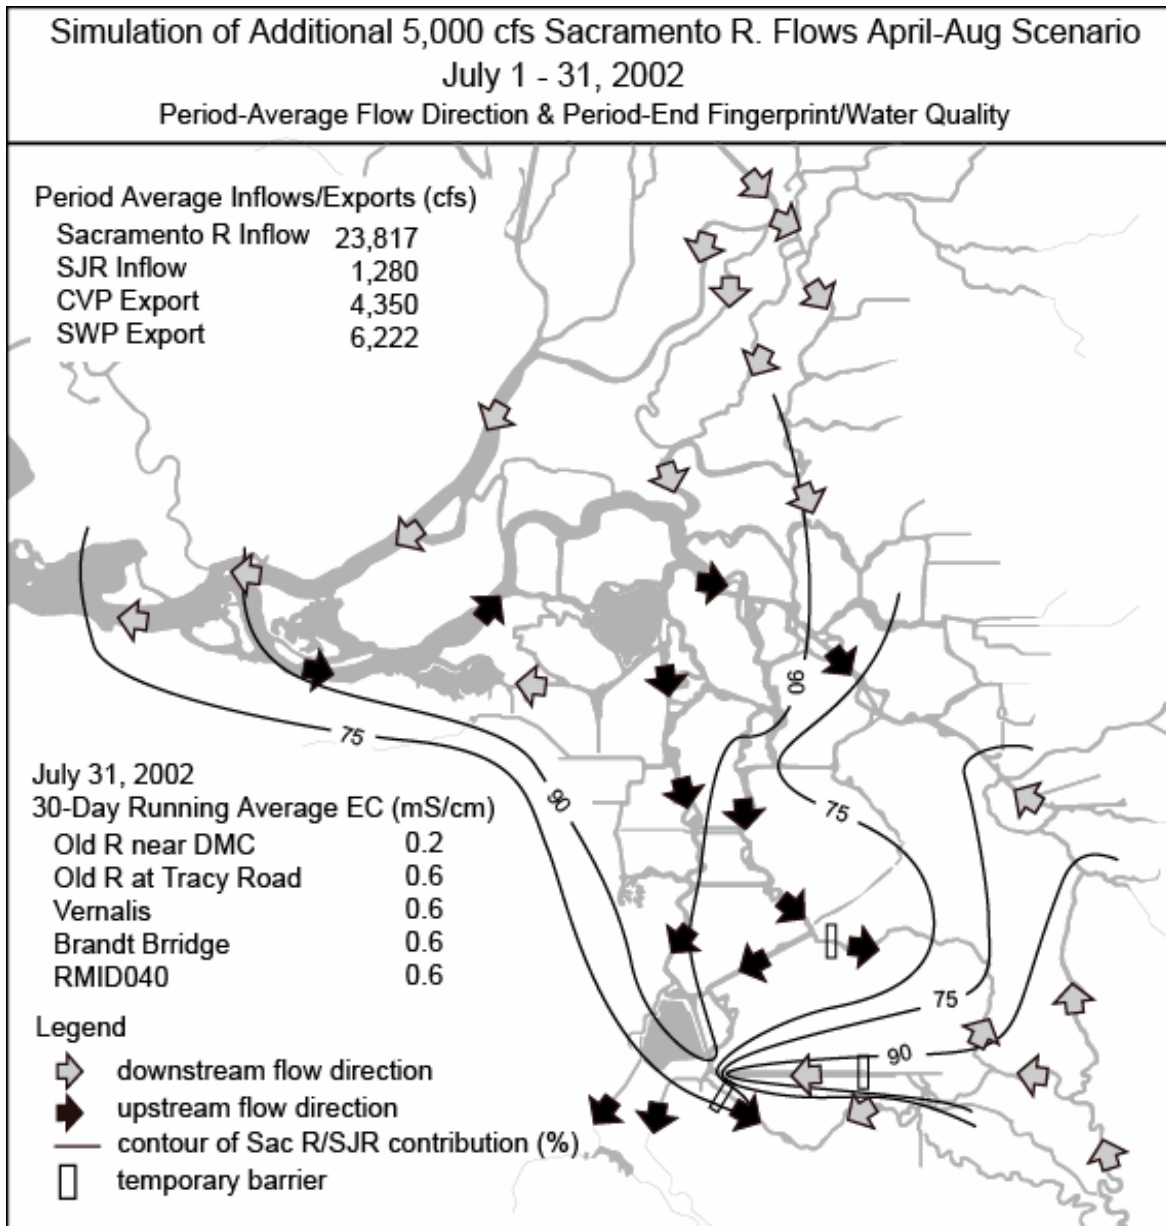 Simulation of Additional 5,000 cfs Sacramento R. Flows April-Aug Scenario
July 1 - 31, 2002
Period-Average Flow Direction & Period-End Fingerprint/Water Quality
Period Average Inflows/Exports (cfs)
Sacramento R Inflow 23,817
SJR Inflow 1,280
CVP Export 4,350
SWP Export 6,222
90
75
90
75
75
90
July 31, 2002
30-Day Running Average EC (mS/cm)
Old R near DMC 0.2
Old R at Tracy Road 0.6
Vernalis 0.6
Brandt Brridge 0.6
RMID040 0.6
Legend
downstream flow direction
upstream flow direction
contour of Sac R/SJR contribution (%)
temporary barrier